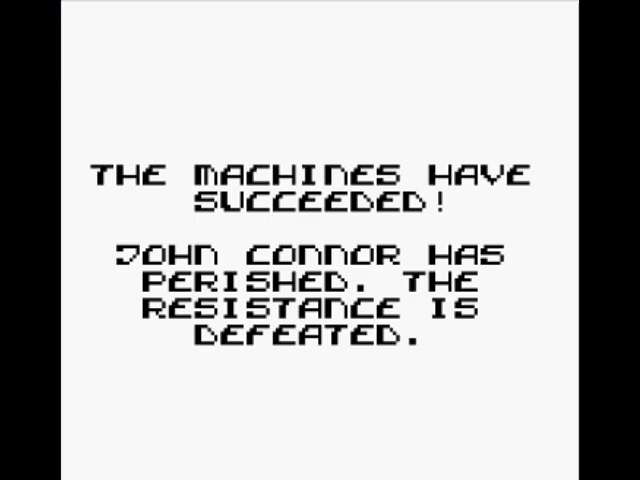 THE MACHINES HAVE
SUCCEEDED!
JOHN CONNOR HAS
PERISHED. THE
RESISTANCE IS
DEFEATED.